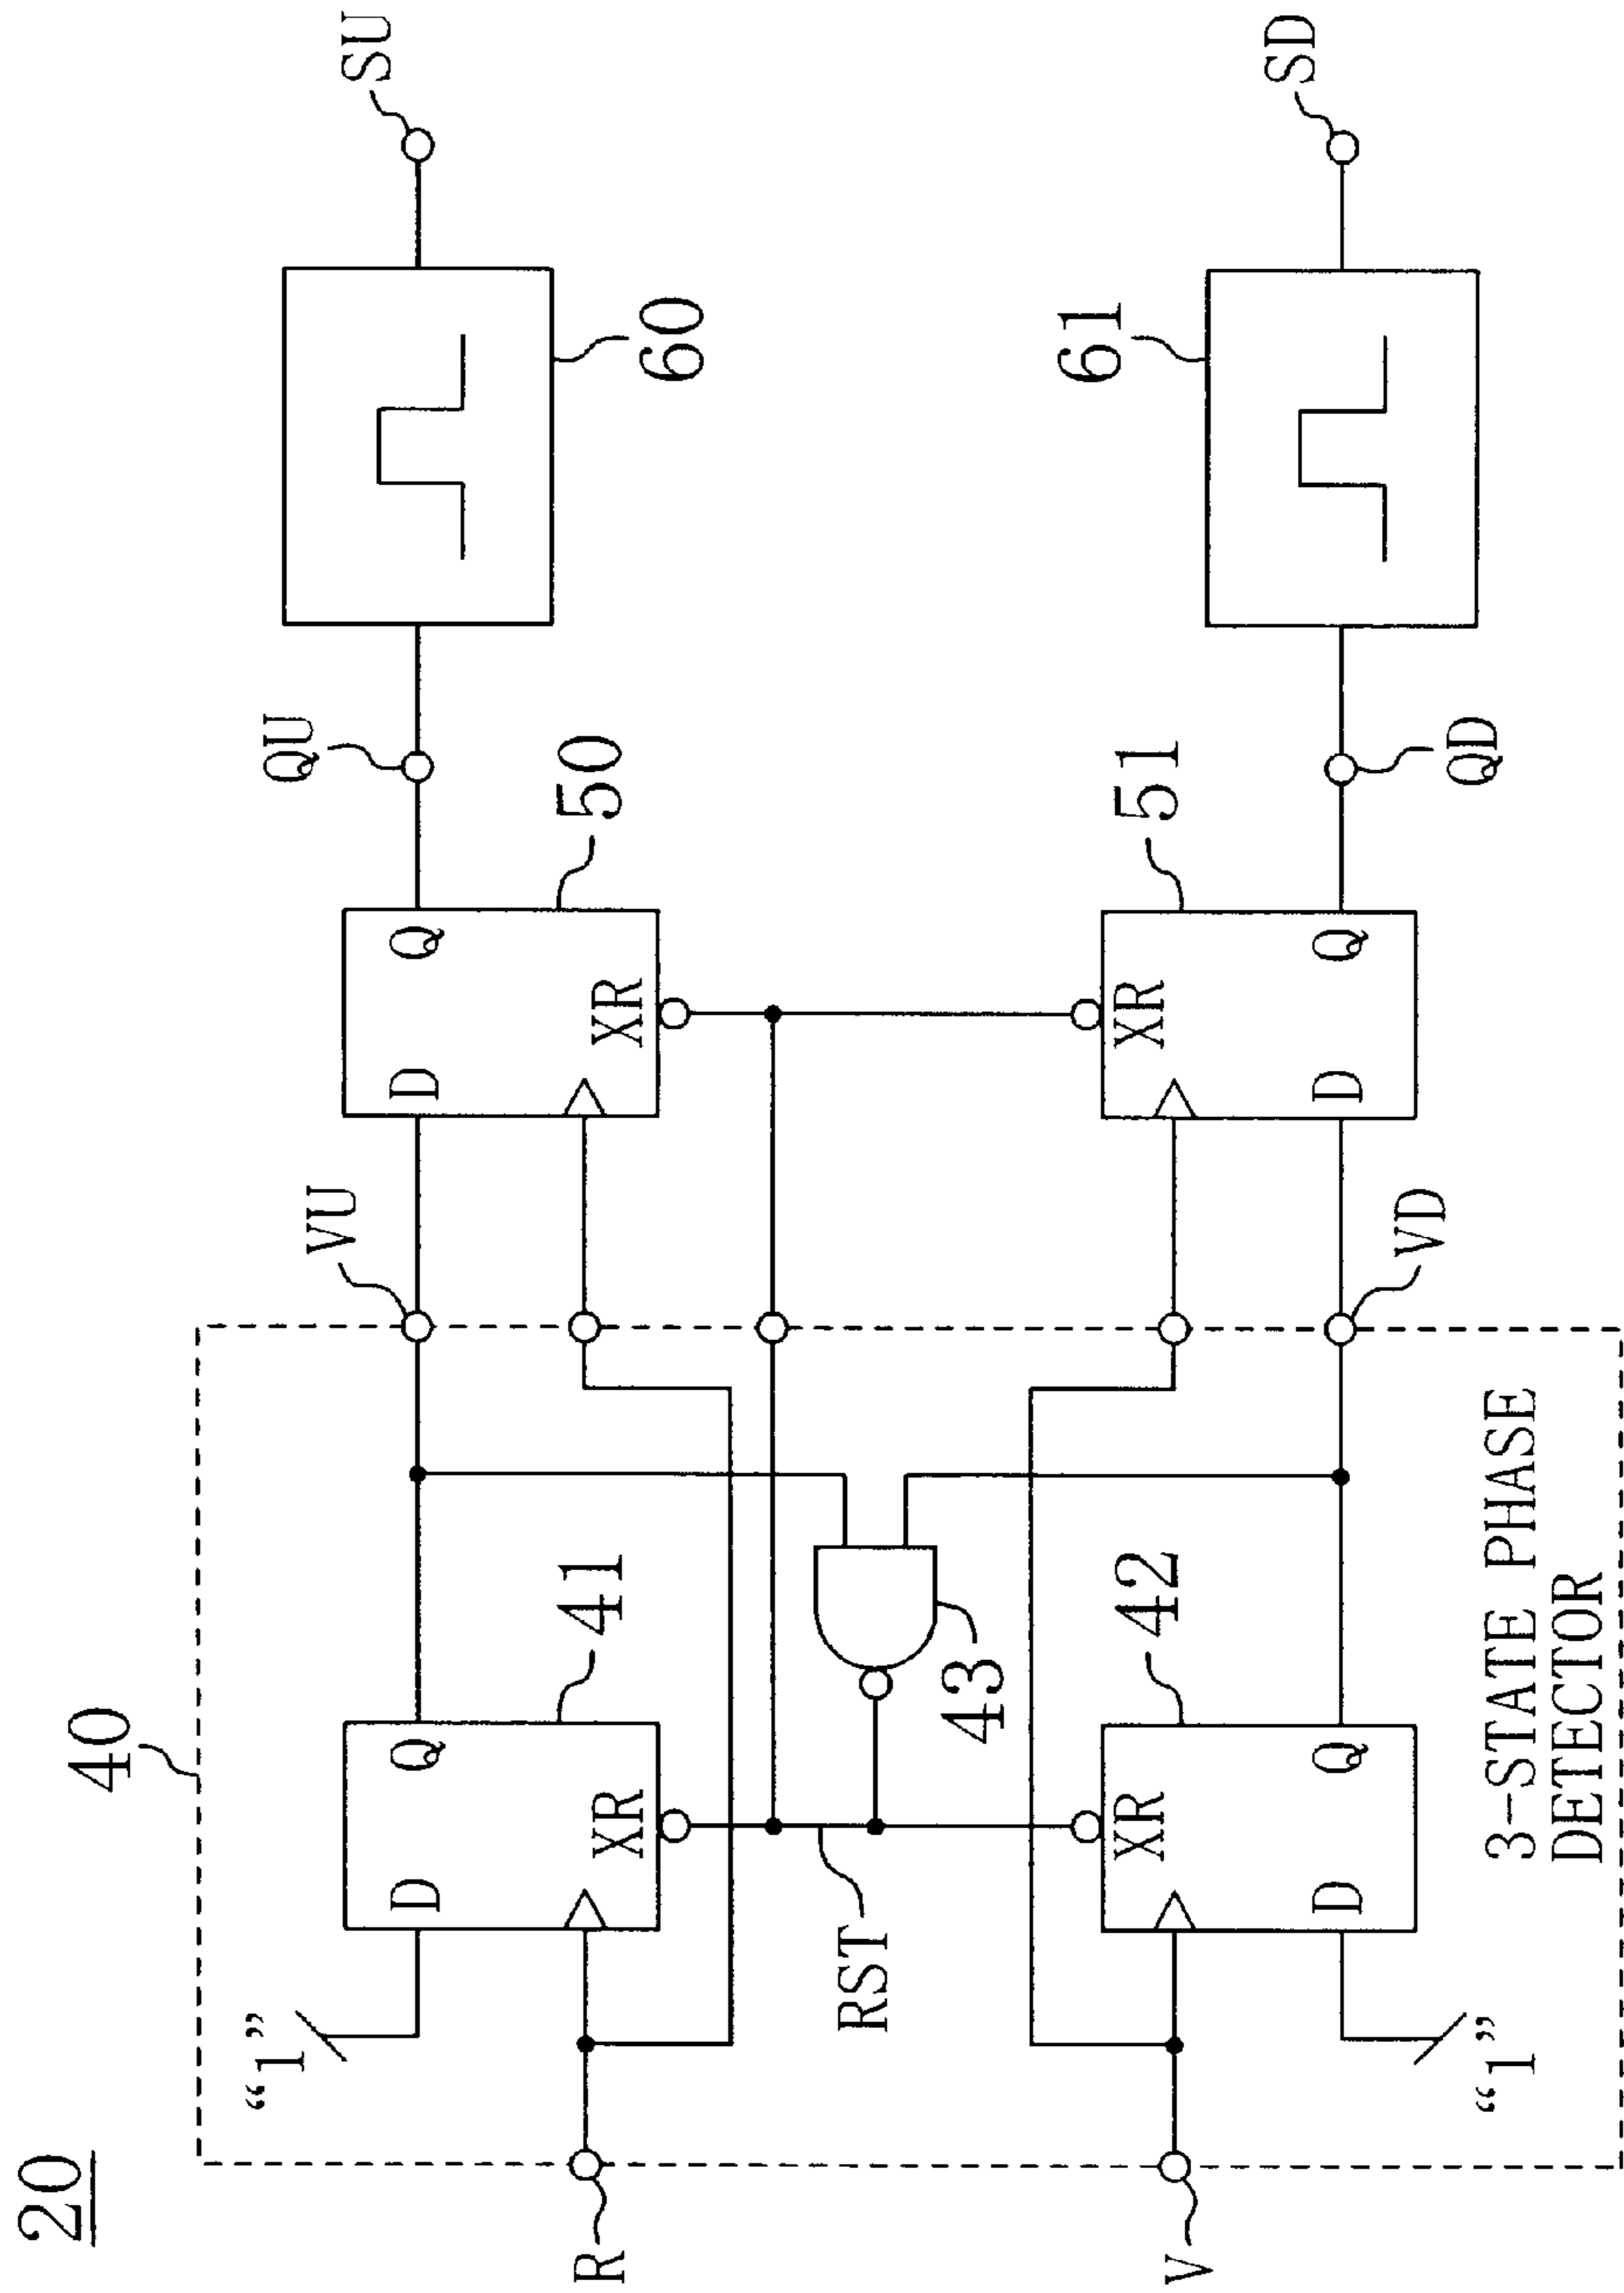 20
40
"1"
D
Q
XR
41
VU
D
Q
XR
50
QU
60
SU
R
RST
43
V
XR
D
Q
42
"1"
3-STATE PHASE
DETECTOR
VD
XR
D
Q
51
QD
61
SD